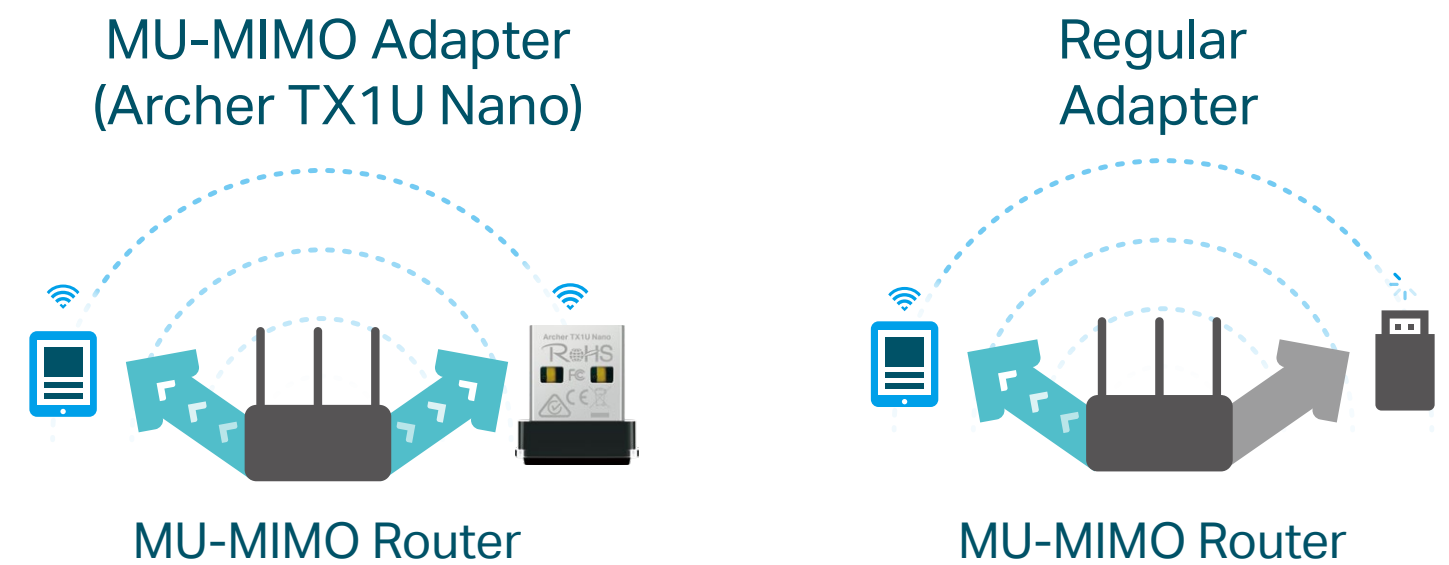 MU-MIMO Adapter
(Archer TX1U Nano)
Archer TX1U Nano
RoHS
FC CE
MU-MIMO Router
Regular
Adapter
MU-MIMO Router